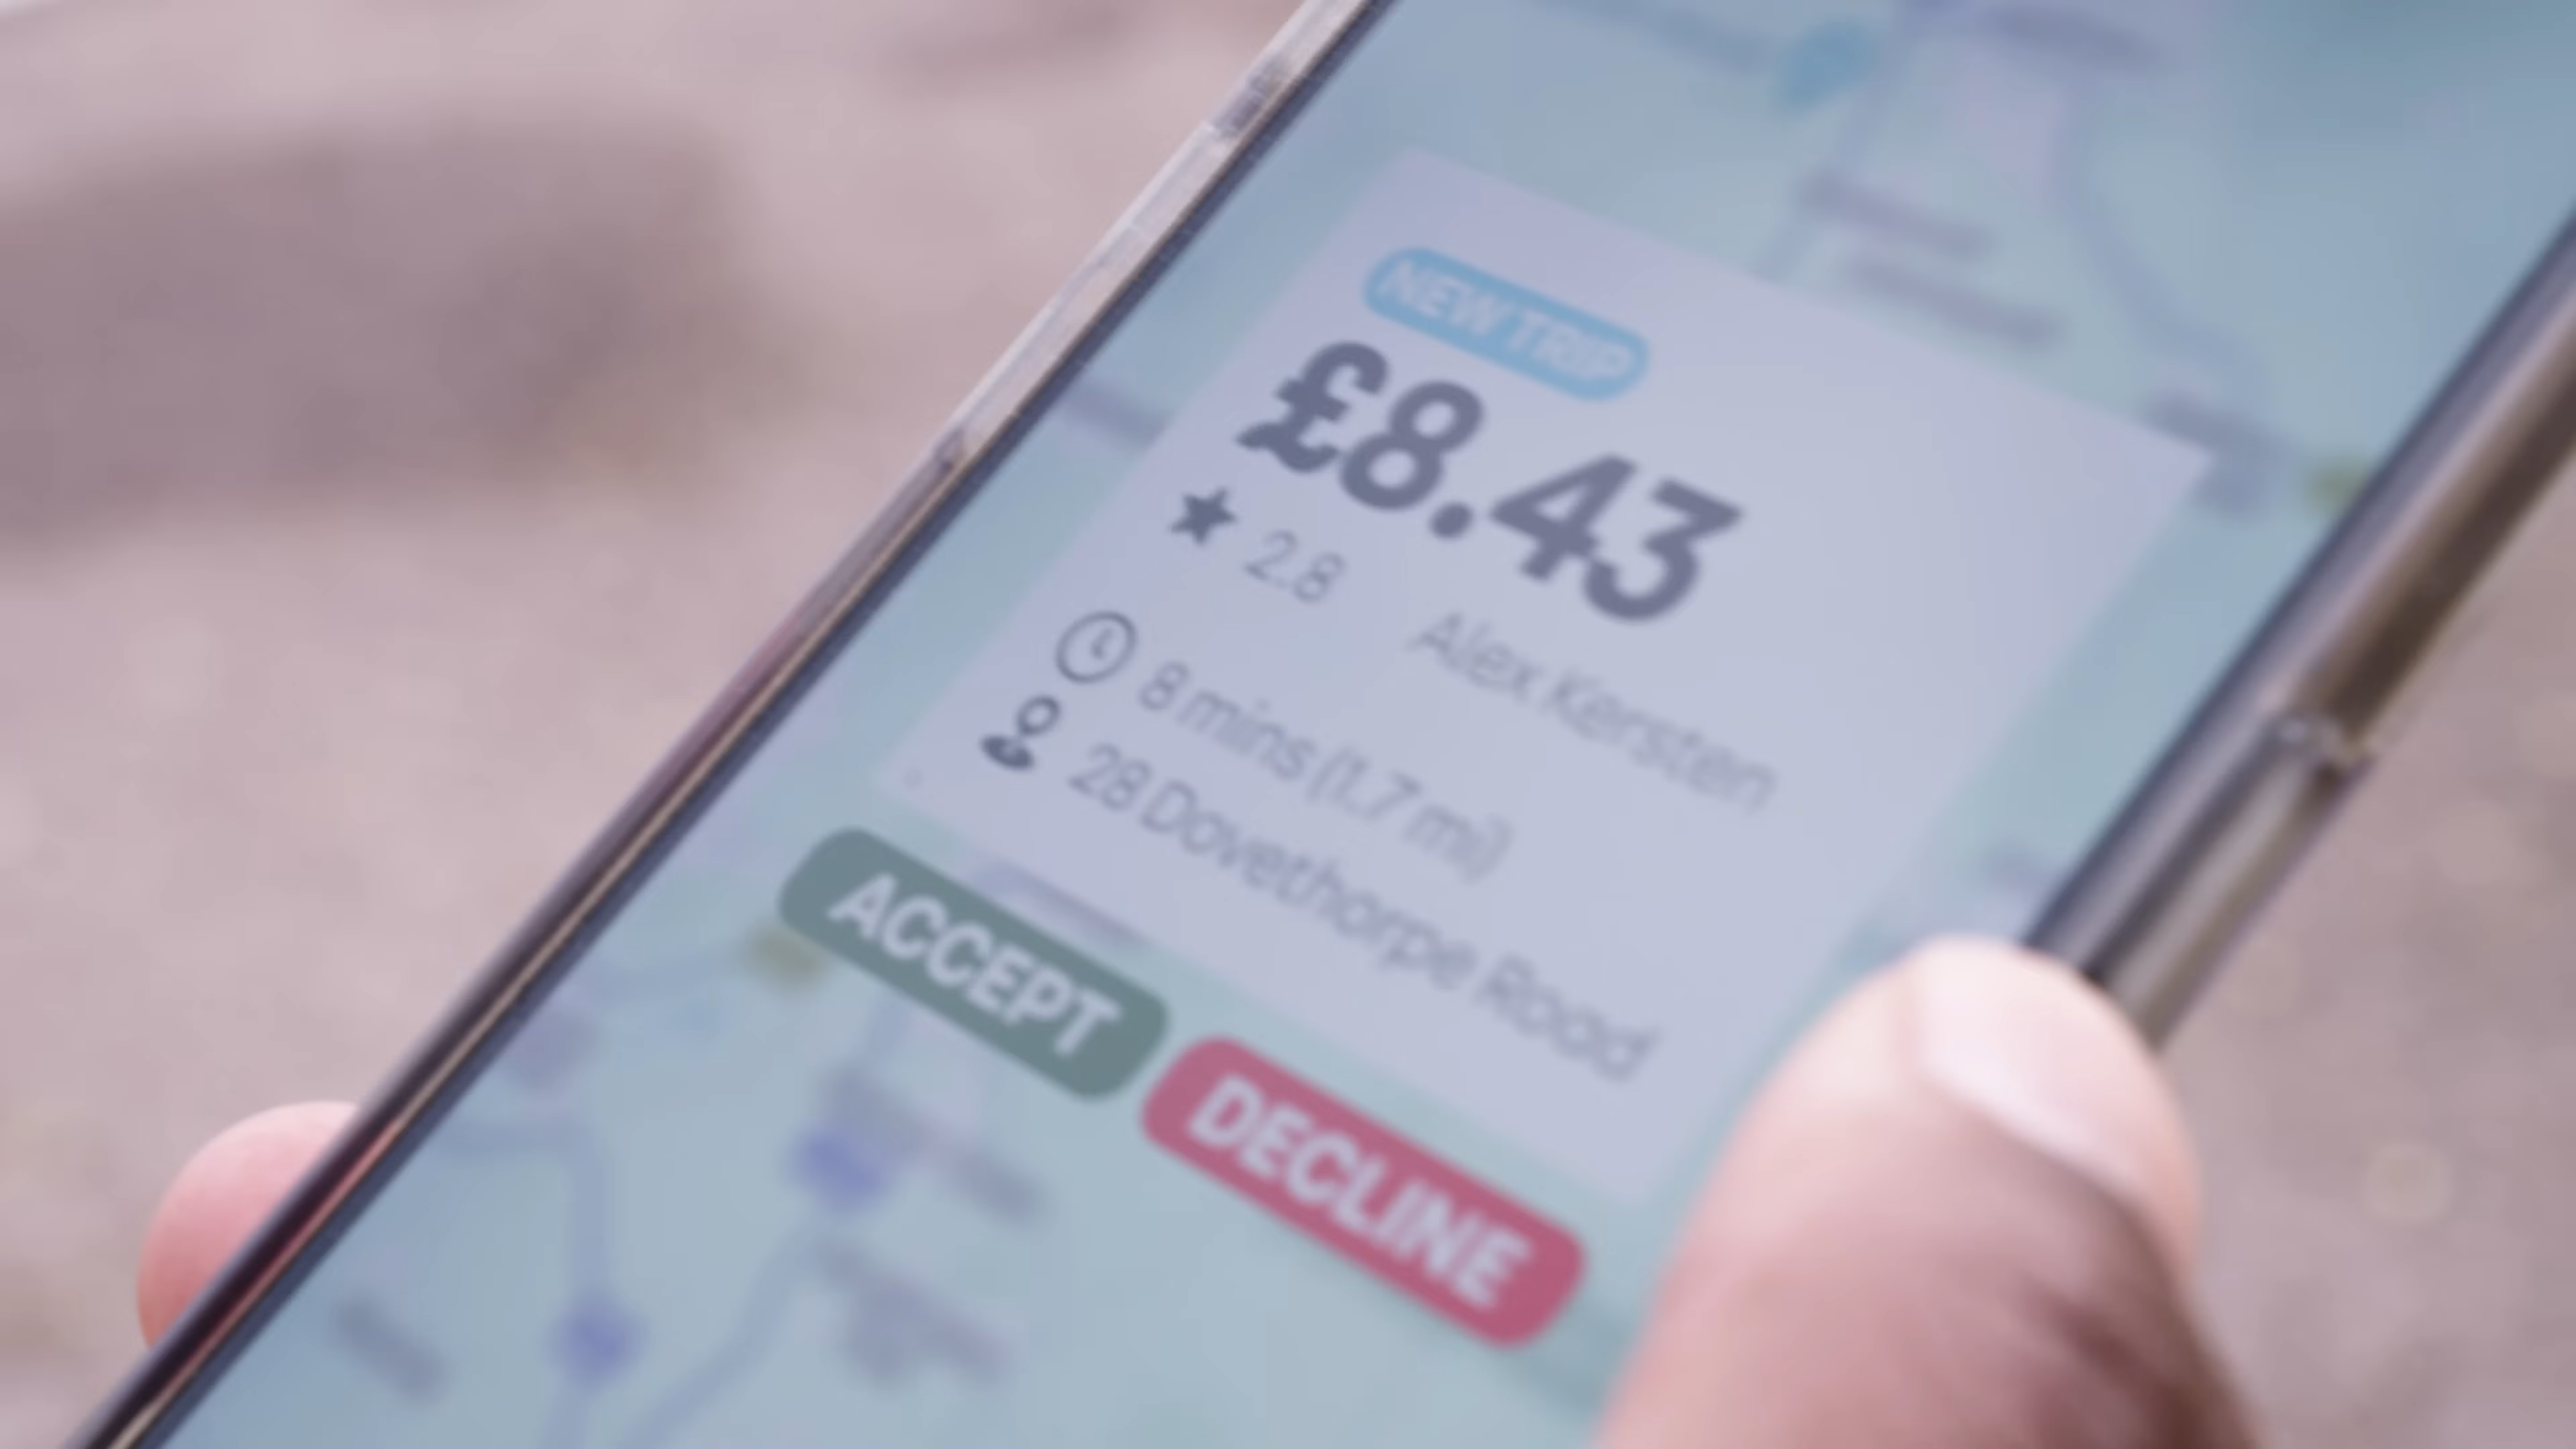 NEW TRIP
£8.43
2.8 Alex Kersten
8 mins (1.7 mi)
28 Dovethorpe Road
ACCEPT
DECLINE